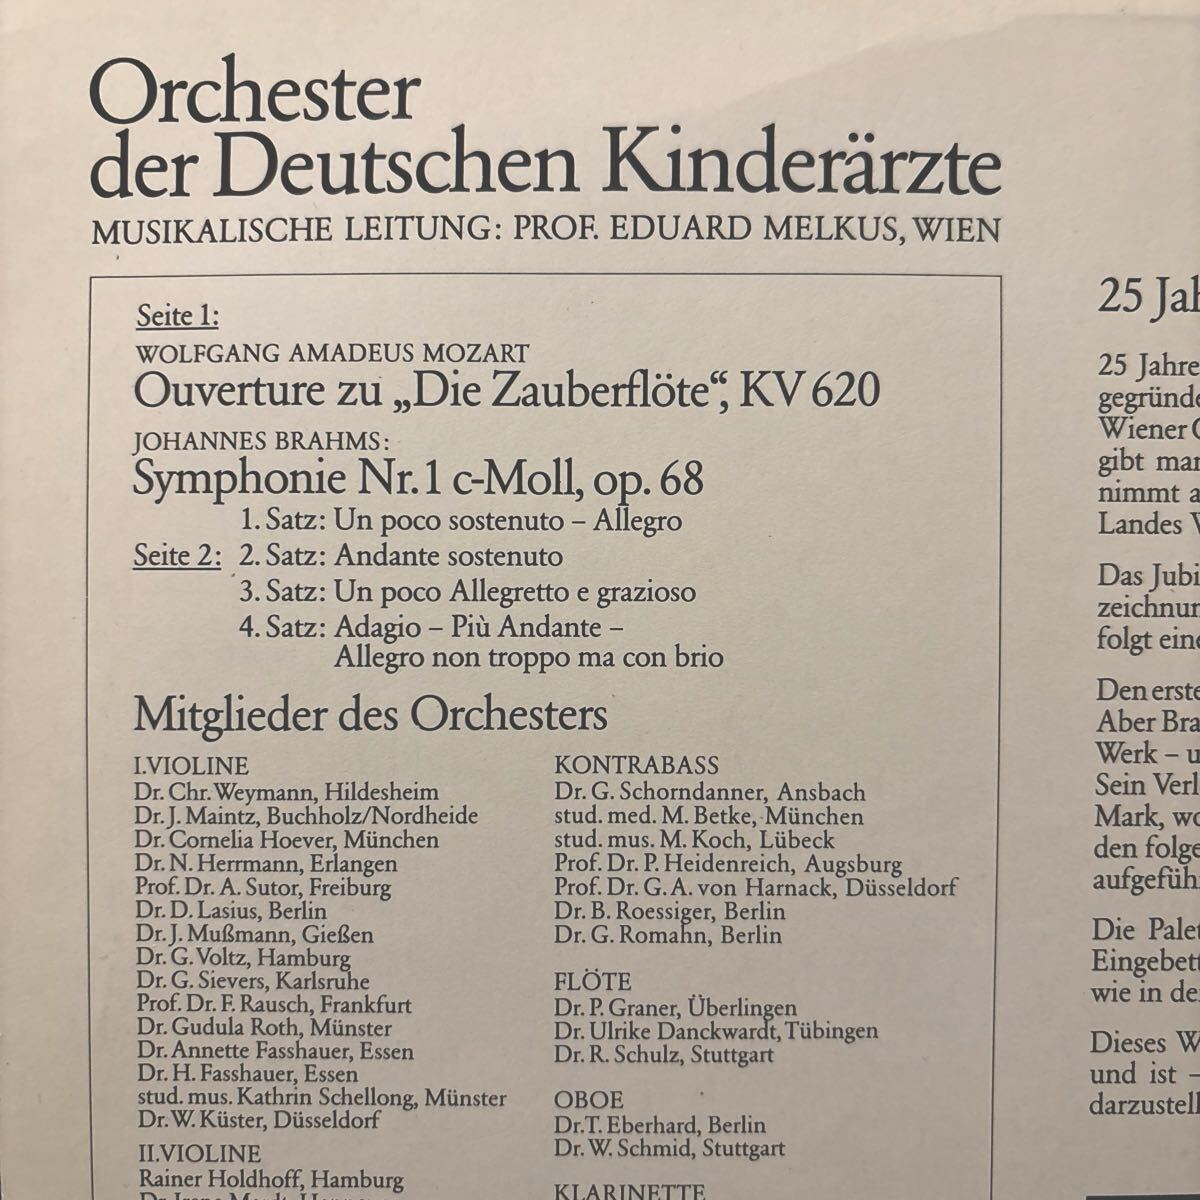 Orchester
der Deutschen Kinderärzte
MUSIKALISCHE LEITUNG: PROF. EDUARD MELKUS, WIEN
Seite 1:
WOLFGANG AMADEUS MOZART
Ouverture zu „Die Zauberflöte“, KV 620
JOHANNES BRAHMS:
Symphonie Nr. 1 c-Moll, op. 68
1. Satz: Un poco sostenuto – Allegro
Seite 2: 2. Satz: Andante sostenuto
3. Satz: Un poco Allegretto e grazioso
4. Satz: Adagio – Più Andante –
Allegro non troppo ma con brio
Mitglieder des Orchesters
I. VIOLINE
Dr. Chr. Weymann, Hildesheim
Dr. J. Maintz, Buchholz/Nordheide
Dr. Cornelia Hoever, München
Dr. N. Herrmann, Erlangen
Prof. Dr. A. Sutor, Freiburg
Dr. D. Lasius, Berlin
Dr. J. Mußmann, Gießen
Dr. G. Voltz, Hamburg
Dr. G. Sievers, Karlsruhe
Prof. Dr. F. Rausch, Frankfurt
Dr. Gudula Roth, Münster
Dr. Annette Fasshauer, Essen
Dr. H. Fasshauer, Essen
stud. mus. Kathrin Schellong, Münster
Dr. W. Küster, Düsseldorf
II. VIOLINE
Rainer Holdhoff, Hamburg
KONTRABASS
Dr. G. Schorndanner, Ansbach
stud. med. M. Betke, München
stud. mus. M. Koch, Lübeck
Prof. Dr. P. Heidenreich, Augsburg
Prof. Dr. G. A. von Harnack, Düsseldorf
Dr. B. Roessiger, Berlin
Dr. G. Romahn, Berlin
FLÖTE
Dr. P. Graner, Überlingen
Dr. Ulrike Danckwardt, Tübingen
Dr. R. Schulz, Stuttgart
OBOE
Dr. T. Eberhard, Berlin
Dr. W. Schmid, Stuttgart
KLARINETTE
25 Jah
25 Jahre
gegründe
Wiener
gibt man
nimmt a
Landes
Das Jubi
zeichnun
folgt eine
Den erste
Aber Bra
Werk – u
Sein Verl
Mark, wo
den folge
aufgefüh
Die Palet
Eingebett
wie in de
Dieses W
und ist –
darzustell